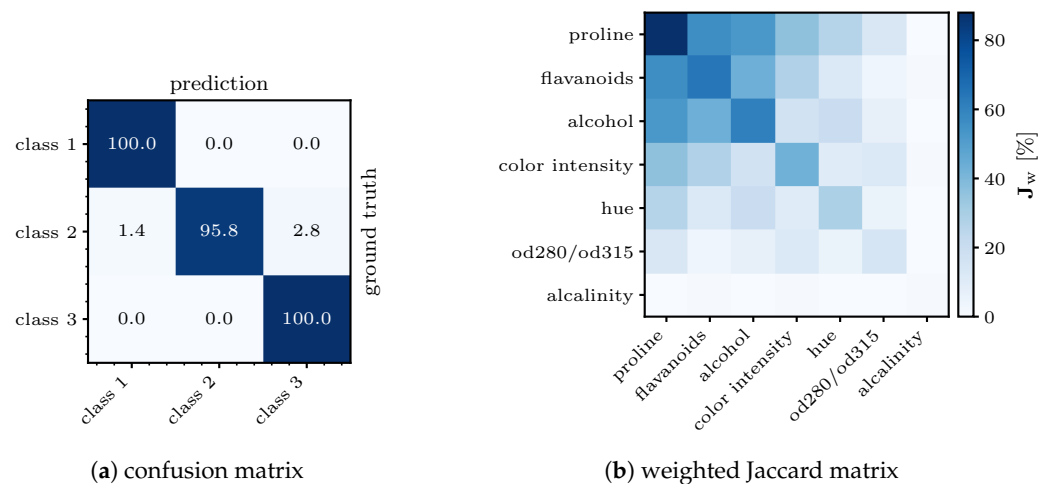 prediction
class 1
100.0 0.0 0.0
class 2
1.4 95.8 2.8
class 3
0.0 0.0 100.0
ground truth
class 1
class 2
class 3
(a) confusion matrix
proline
flavanoids
alcohol
color intensity
hue
od280/od315
alcalinity
proline
flavanoids
alcohol
color intensity
hue
od280/od315
alcalinity
80
60
40
20
0
J_w [%]
(b) weighted Jaccard matrix